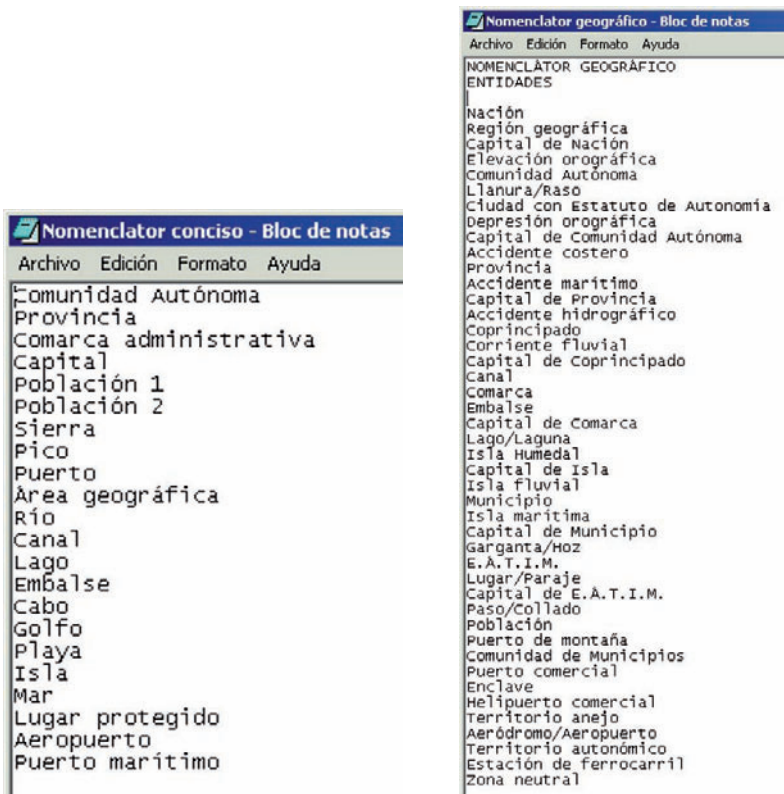 Nomenclator conciso - Bloc de notas
Archivo Edición Formato Ayuda
Comunidad Autónoma
Provincia
Comarca administrativa
Capital
Población 1
Población 2
Sierra
Pico
Puerto
Área geográfica
Río
Canal
Lago
Embalse
Cabo
Golfo
Playa
Isla
Mar
Lugar protegido
Aeropuerto
Puerto marítimo
Nomenclator geográfico - Bloc de notas
Archivo Edición Formato Ayuda
NOMENCLÁTOR GEOGRÁFICO
ENTIDADES
Nación
Región geográfica
Capital de Nación
Elevación orográfica
Comunidad Autónoma
Llanura/Raso
Ciudad con Estatuto de Autonomía
Depresión orográfica
Capital de Comunidad Autónoma
Accidente costero
Provincia
Accidente marítimo
Capital de Provincia
Accidente hidrográfico
Coprincipado
Corriente fluvial
Capital de Coprincipado
Canal
Comarca
Embalse
Capital de Comarca
Lago/Laguna
Isla Humedal
Capital de Isla
Isla fluvial
Municipio
Isla marítima
Capital de Municipio
Garganta/Hoz
E.Á.T.I.M.
Lugar/Paraje
Capital de E.Á.T.I.M.
Paso/Collado
Población
Puerto de montaña
Comunidad de Municipios
Puerto comercial
Enclave
Helipuerto comercial
Territorio anejo
Aeródromo/Aeropuerto
Territorio autonómico
Estación de ferrocarril
Zona neutral